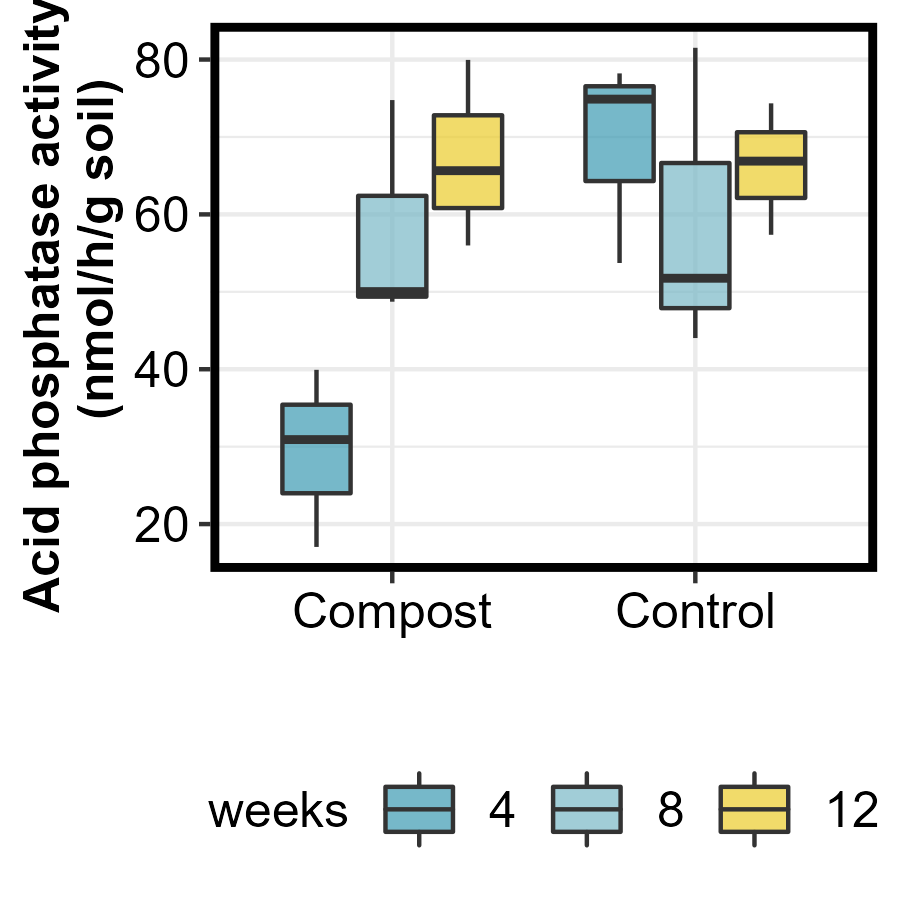 Acid phosphatase activity
(nmol/h/g soil)
80
60
40
20
Compost Control
weeks 4 8 12